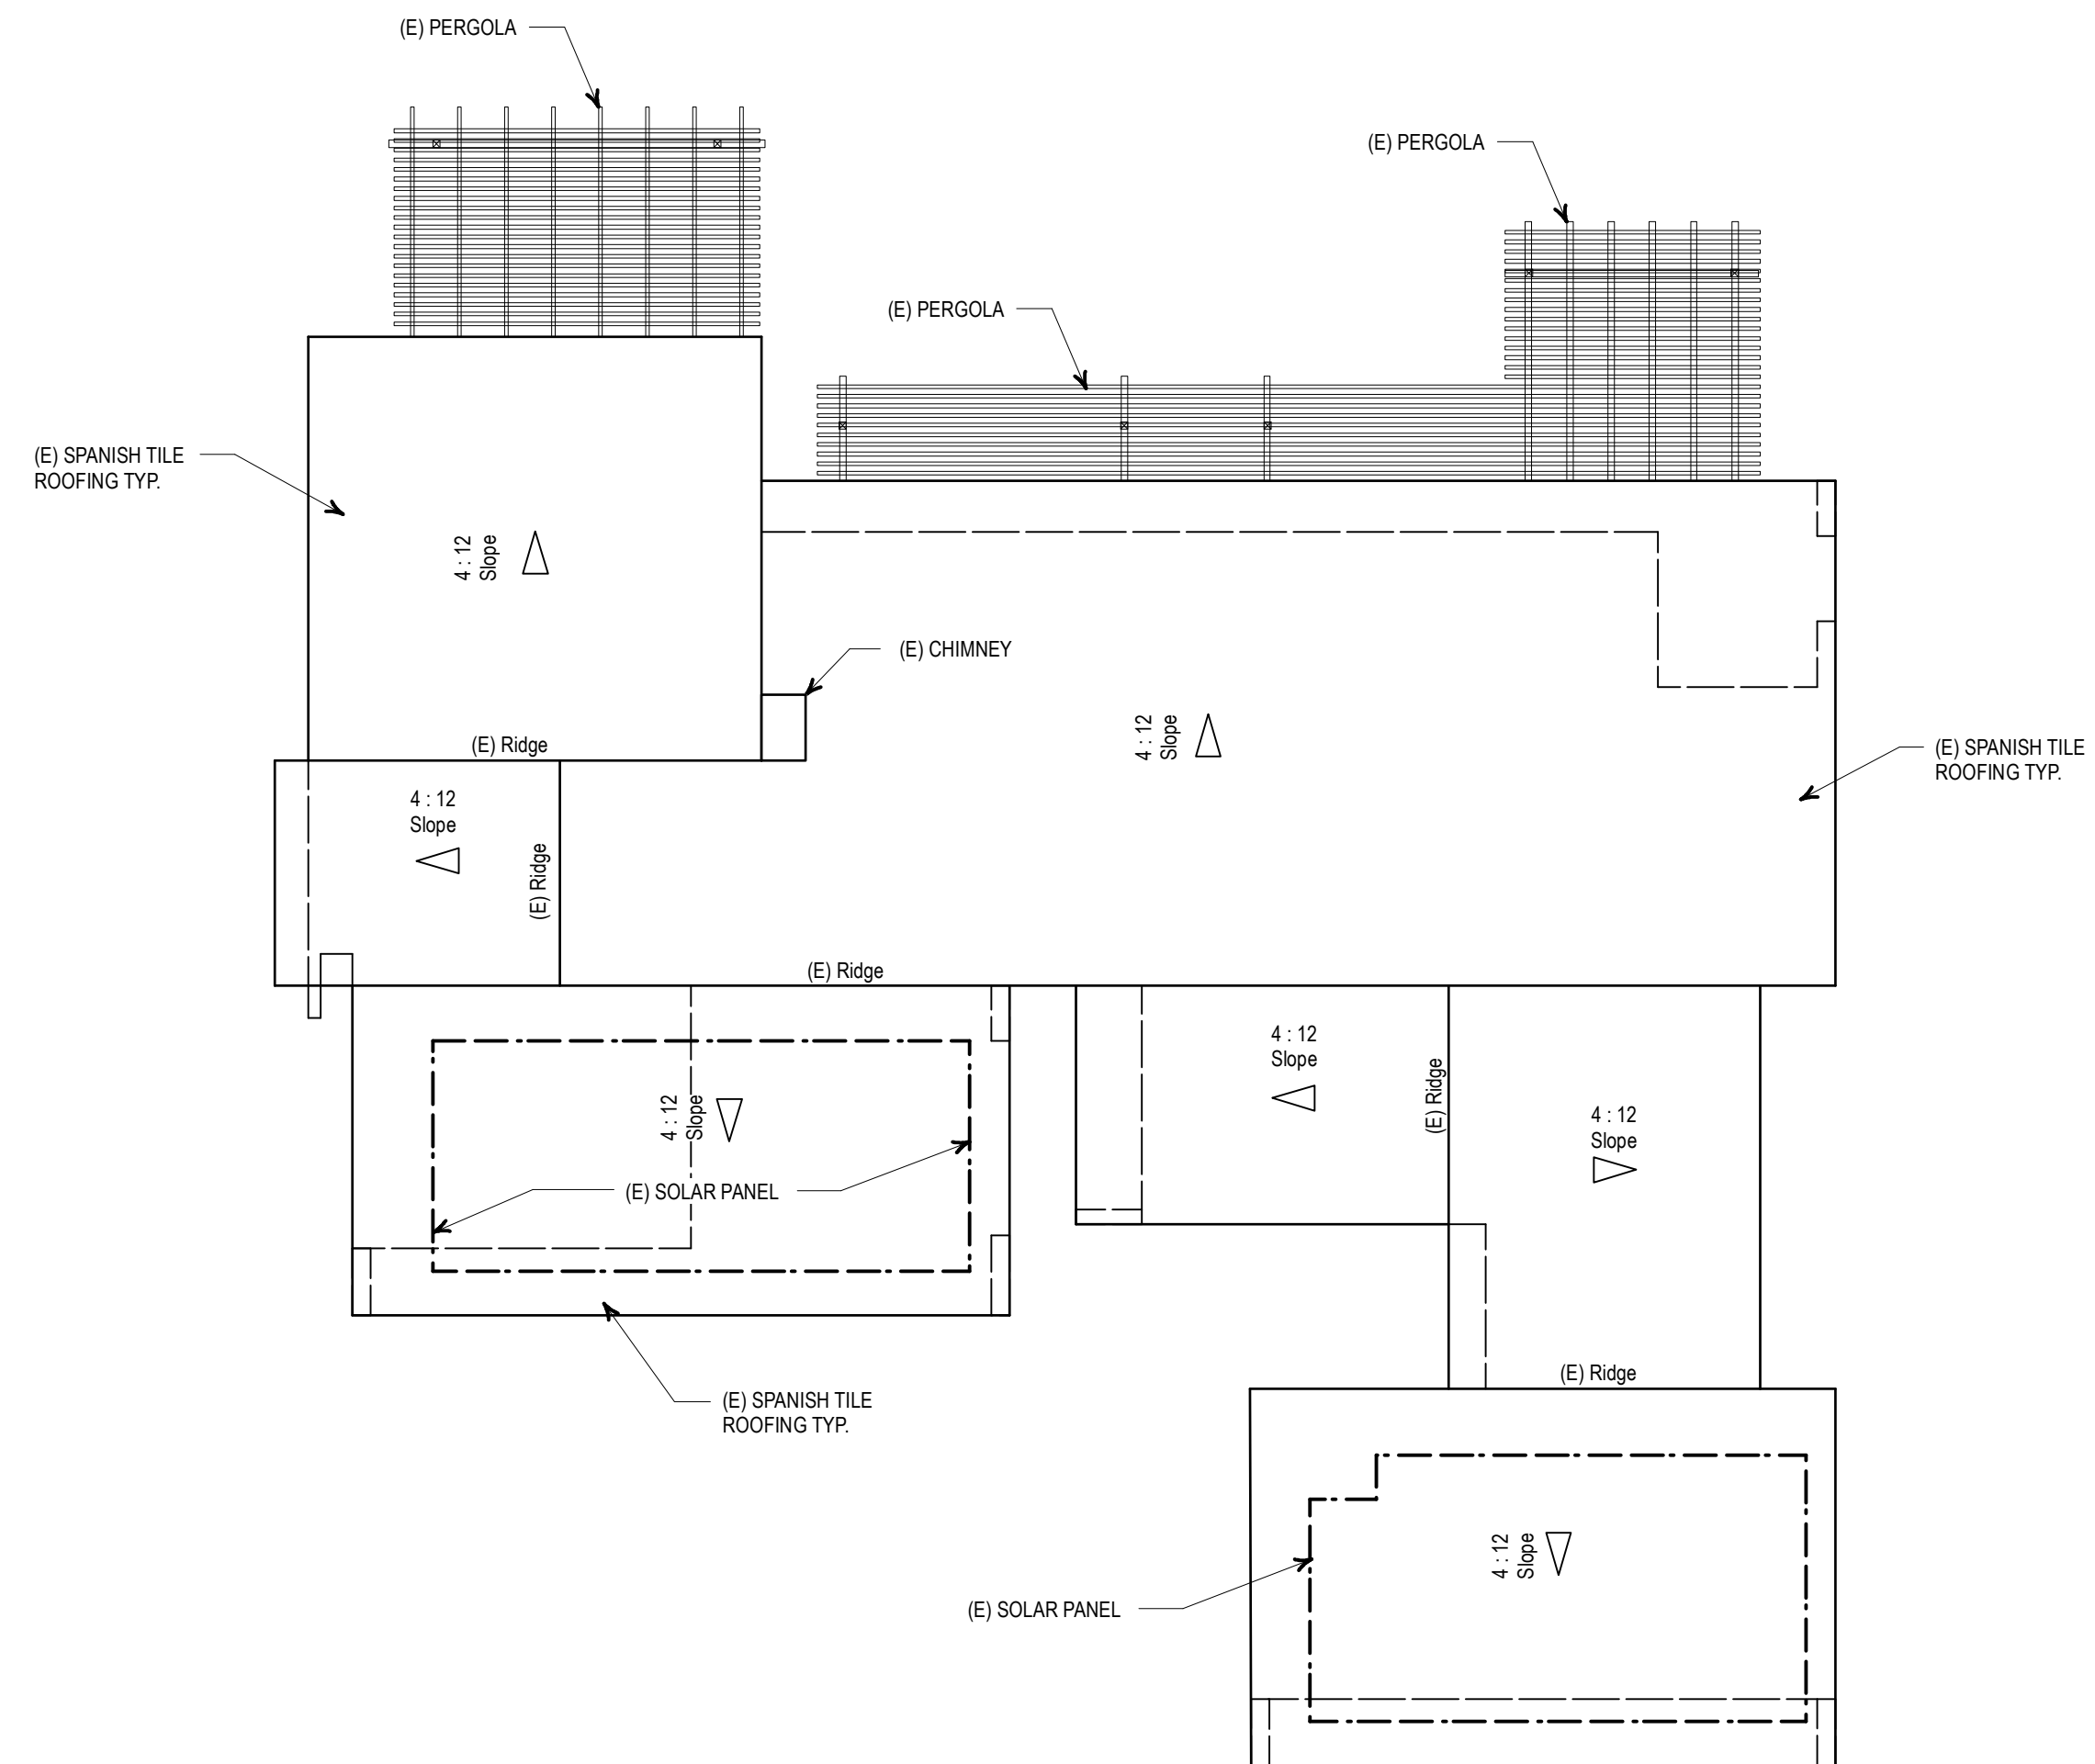 (E) PERGOLA
(E) PERGOLA
(E) PERGOLA
(E) SPANISH TILE
ROOFING TYP.
4 : 12
Slope
(E) CHIMNEY
4 : 12
Slope
(E) Ridge
(E) SPANISH TILE
ROOFING TYP.
4 : 12
Slope
(E) Ridge
(E) Ridge
4 : 12
Slope
(E) Ridge
4 : 12
Slope
4 : 12
Slope
(E) SOLAR PANEL
(E) Ridge
(E) SPANISH TILE
ROOFING TYP.
4 : 12
Slope
(E) SOLAR PANEL